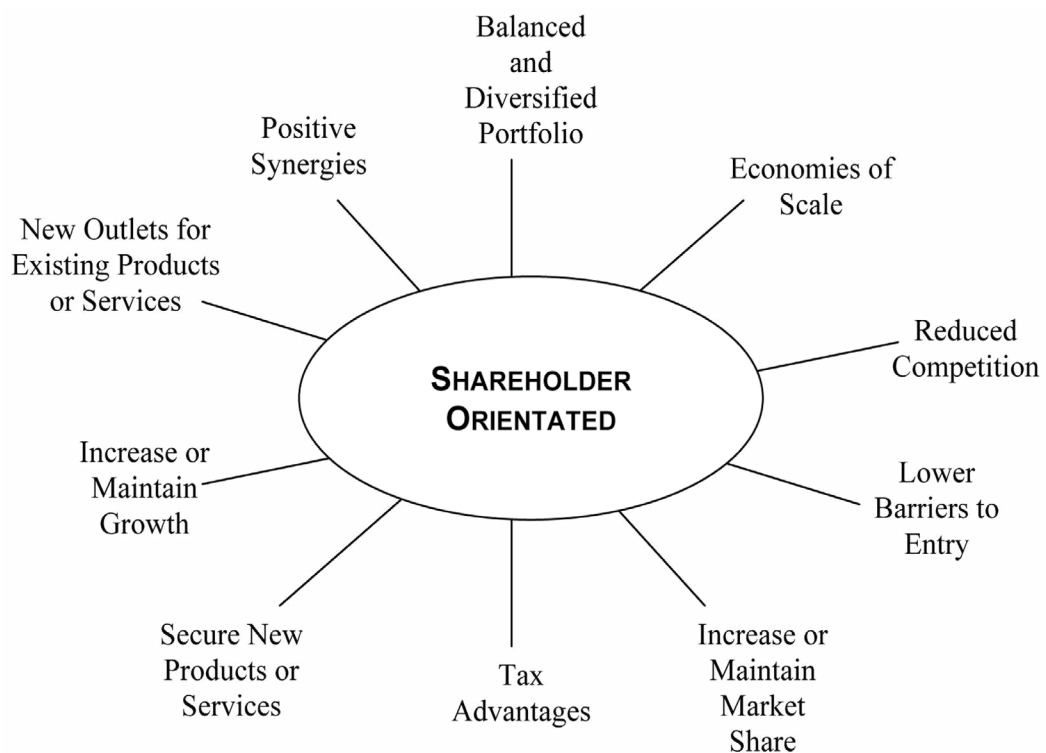 Balanced
and
Diversified
Portfolio
Positive
Synergies
Economies of
Scale
New Outlets for
Existing Products
or Services
Reduced
Competition
SHAREHOLDER
ORIENTATED
Increase or
Maintain
Growth
Lower
Barriers to
Entry
Secure New
Products or
Services
Tax
Advantages
Increase or
Maintain
Market
Share